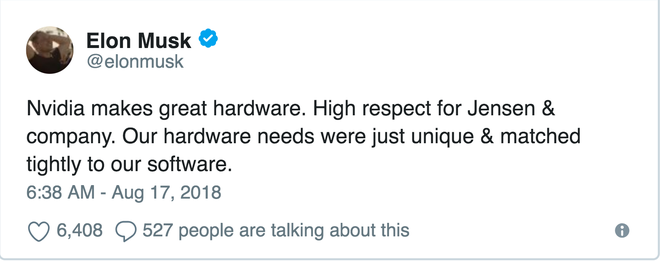 Elon Musk
@elonmusk
Nvidia makes great hardware. High respect for Jensen &
company. Our hardware needs were just unique & matched
tightly to our software.
6:38 AM - Aug 17, 2018
6,408 527 people are talking about this